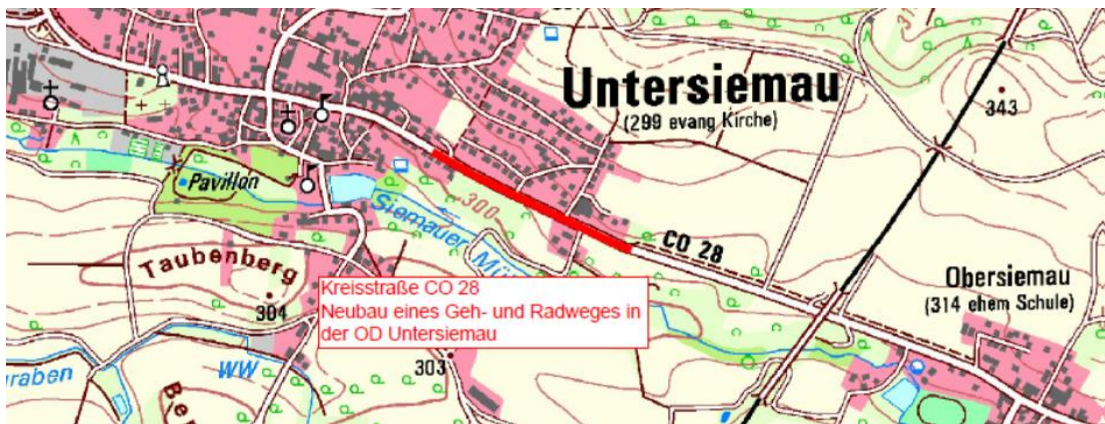 Untersiemau
(299 evang Kirche)
343
Pavillon
300
Siemauer
CO 28
Taubenberg
304
Obersiemau
(314 ehem Schule)
Kreisstraße CO 28
Neubau eines Geh- und Radweges in
der OD Untersiemau
303
WW
graben